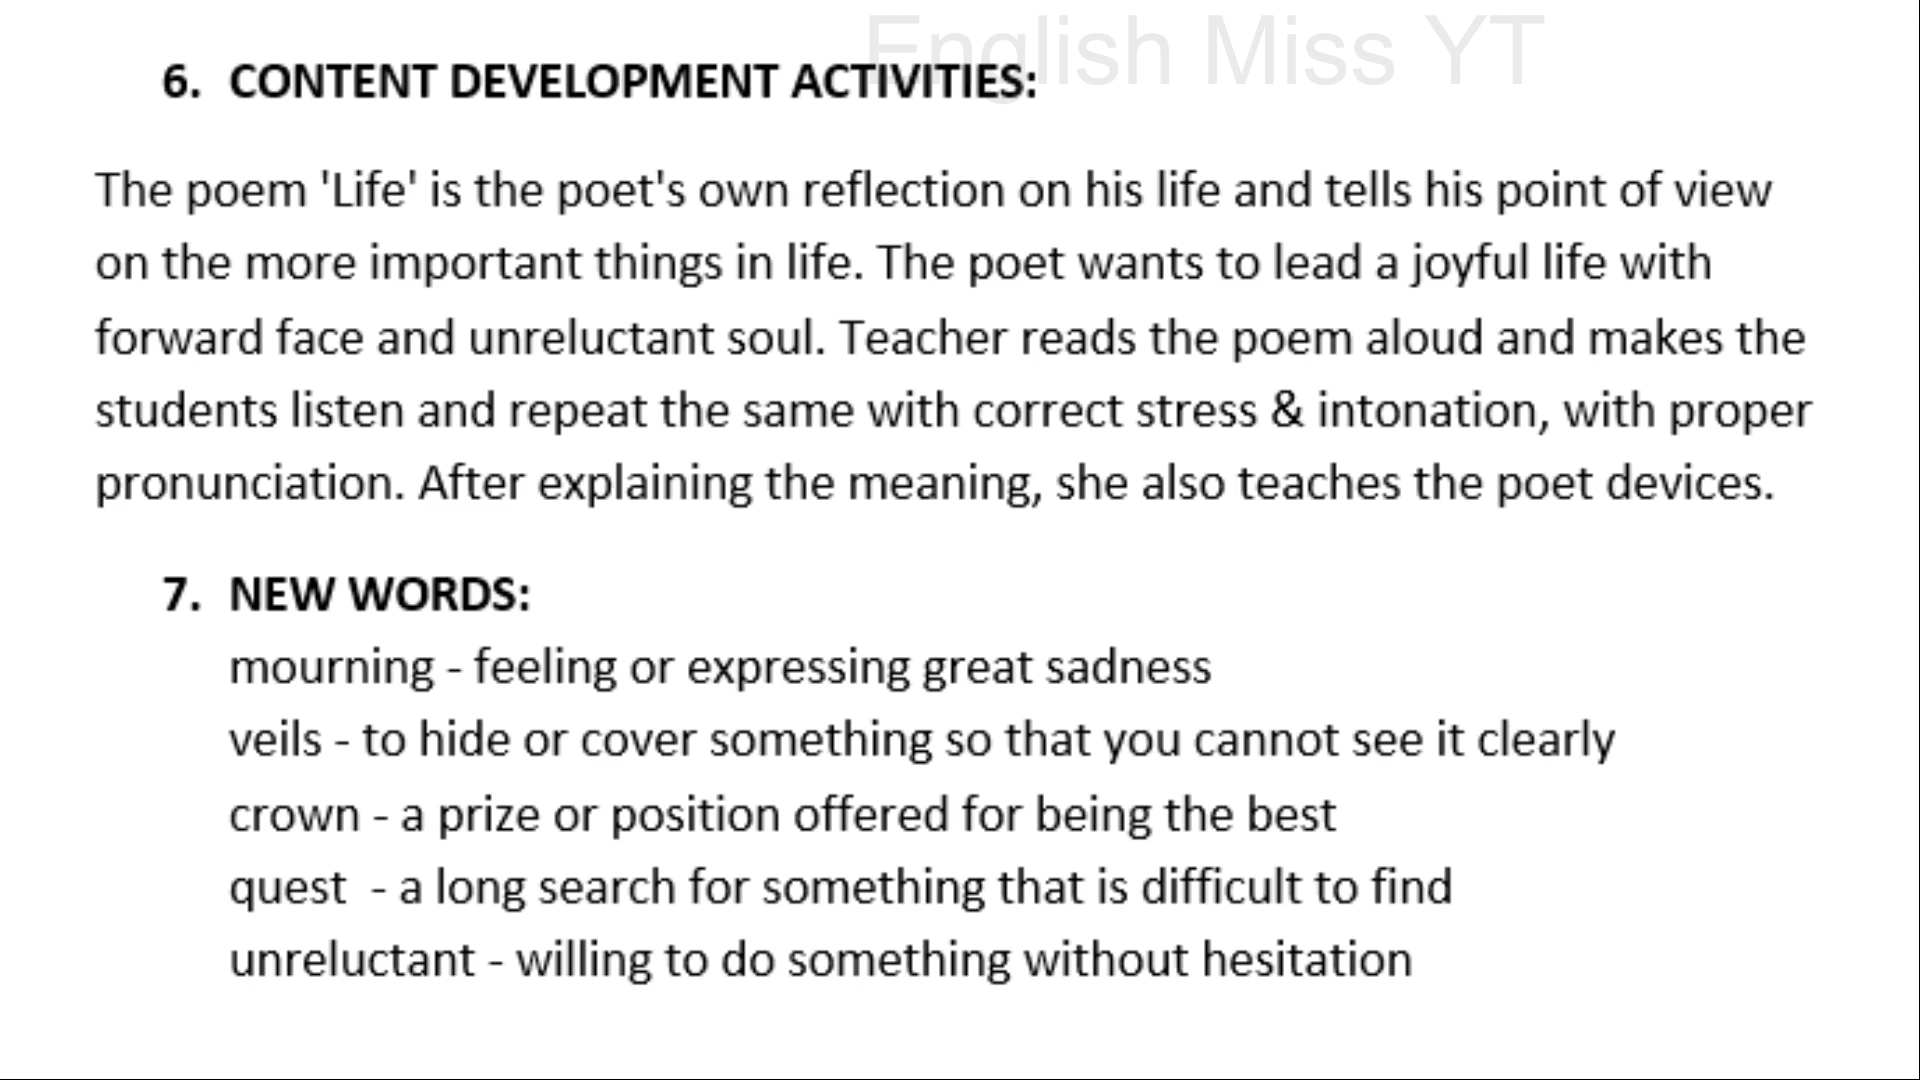 English Miss YT
6. CONTENT DEVELOPMENT ACTIVITIES:
The poem 'Life' is the poet's own reflection on his life and tells his point of view
on the more important things in life. The poet wants to lead a joyful life with
forward face and unreluctant soul. Teacher reads the poem aloud and makes the
students listen and repeat the same with correct stress & intonation, with proper
pronunciation. After explaining the meaning, she also teaches the poet devices.
7. NEW WORDS:
mourning - feeling or expressing great sadness
veils - to hide or cover something so that you cannot see it clearly
crown - a prize or position offered for being the best
quest - a long search for something that is difficult to find
unreluctant - willing to do something without hesitation